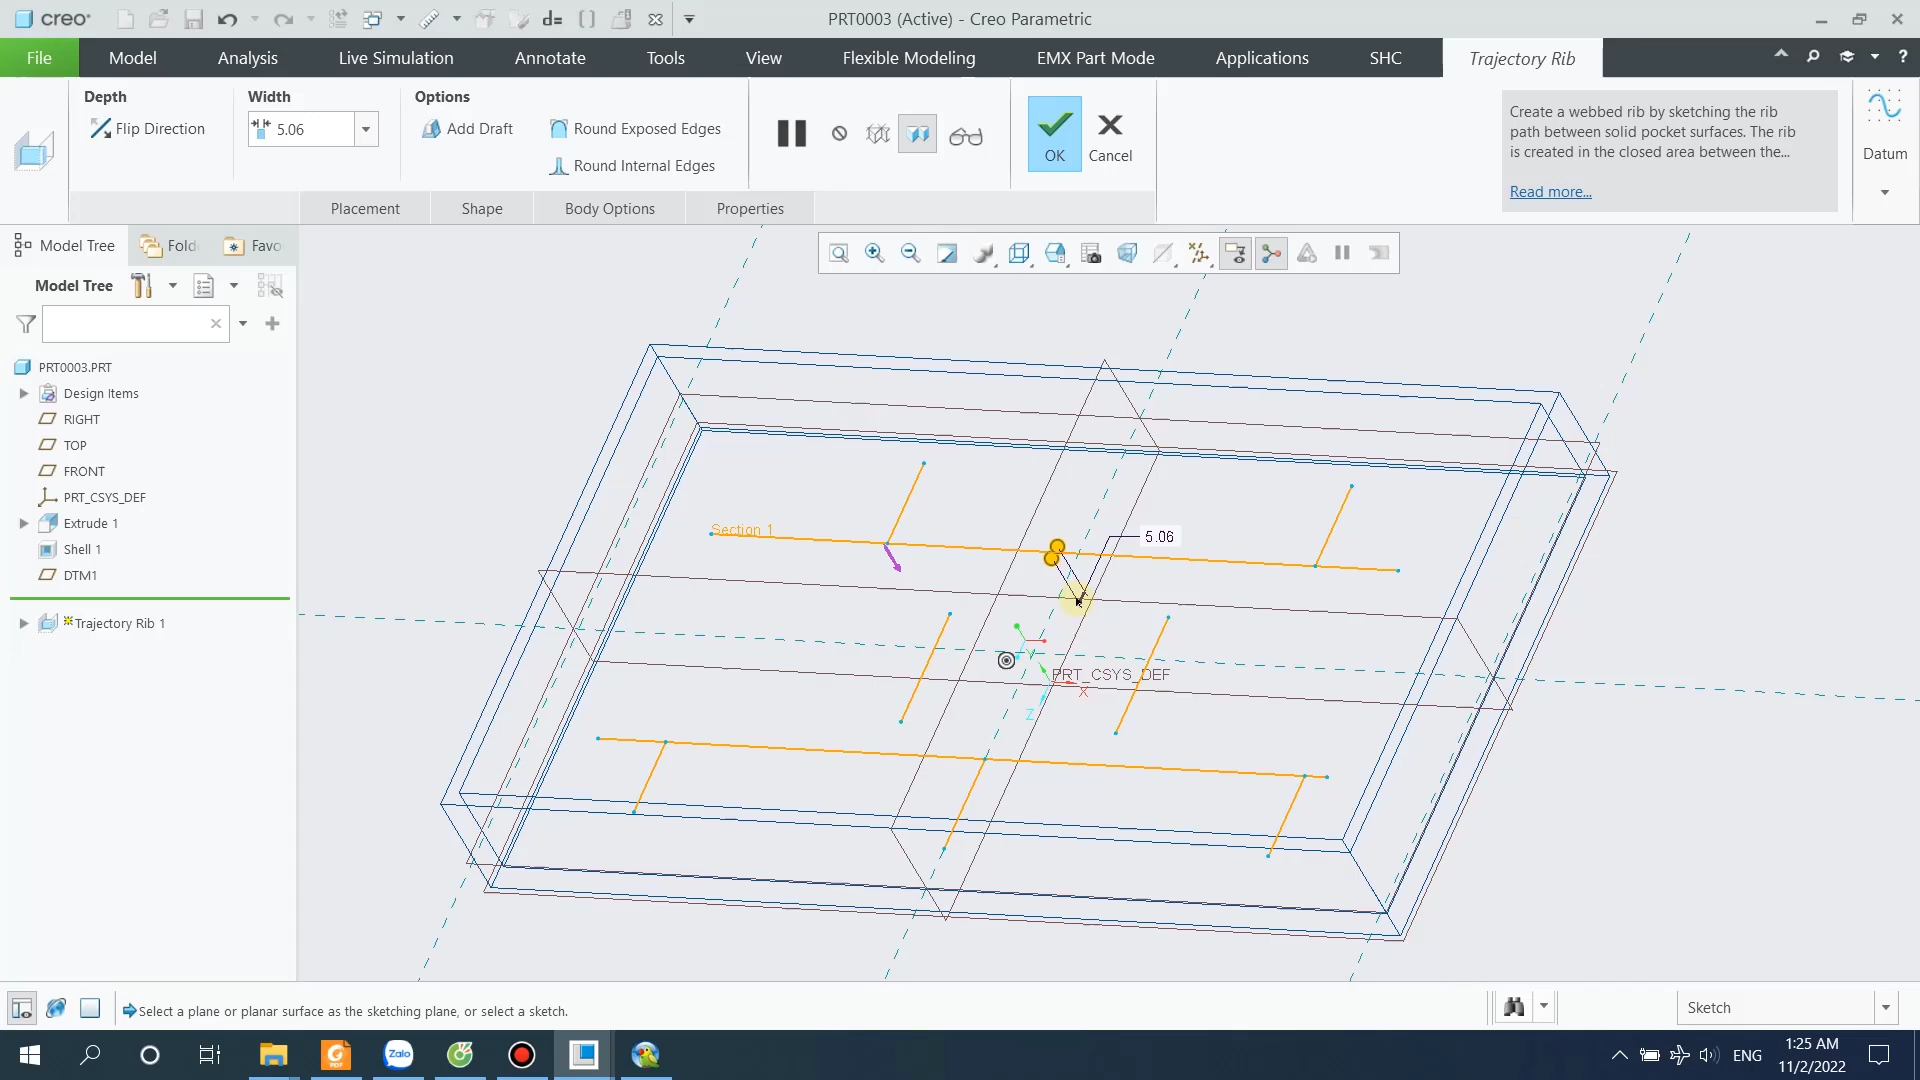 creo
d=
PRT0003 (Active) - Creo Parametric
File
Model
Analysis
Live Simulation
Annotate
Tools
View
Flexible Modeling
EMX Part Mode
Applications
SHC
Trajectory Rib
Depth
Flip Direction
Width
5.06
Options
Add Draft
Round Exposed Edges
Round Internal Edges
OK
Cancel
Create a webbed rib by sketching the rib
path between solid pocket surfaces. The rib
is created in the closed area between the...
Read more...
Datum
Placement
Shape
Body Options
Properties
Model Tree
Fold
Favo
Model Tree
PRT0003.PRT
Design Items
RIGHT
TOP
FRONT
PRT_CSYS_DEF
Extrude 1
Shell 1
DTM1
Trajectory Rib 1
Section 1
5.06
Y
PRT_CSYS_DEF
X
Z
Select a plane or planar surface as the sketching plane, or select a sketch.
Sketch
PDF
Zalo
ENG
1:25 AM
11/2/2022